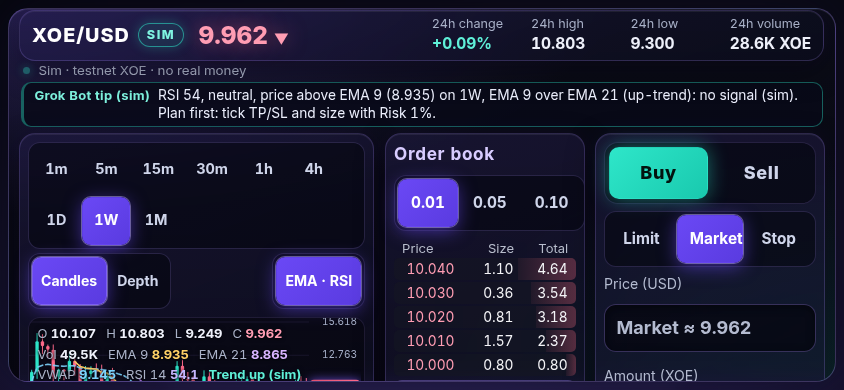 XOE/USD SIM 9.962 ▼
24h change 24h high 24h low 24h volume
+0.09% 10.803 9.300 28.6K XOE
Sim · testnet XOE · no real money
Grok Bot tip (sim) RSI 54, neutral, price above EMA 9 (8.935) on 1W, EMA 9 over EMA 21 (up-trend): no signal (sim).
Plan first: tick TP/SL and size with Risk 1%.
1m 5m 15m 30m 1h 4h
1D 1W 1M
Candles Depth EMA · RSI
15.618
O 10.107 H 10.803 L 9.249 C 9.962
Vol 49.5K EMA 9 8.935 EMA 21 8.865
12.763
VWAP 9.145 RSI 14 54.1 Trend up (sim)
Order book
0.01 0.05 0.10
Price Size Total
10.040 1.10 4.64
10.030 0.36 3.54
10.020 0.81 3.18
10.010 1.57 2.37
10.000 0.80 0.80
Buy Sell
Limit Market Stop
Price (USD)
Market ≈ 9.962
Amount (XOE)